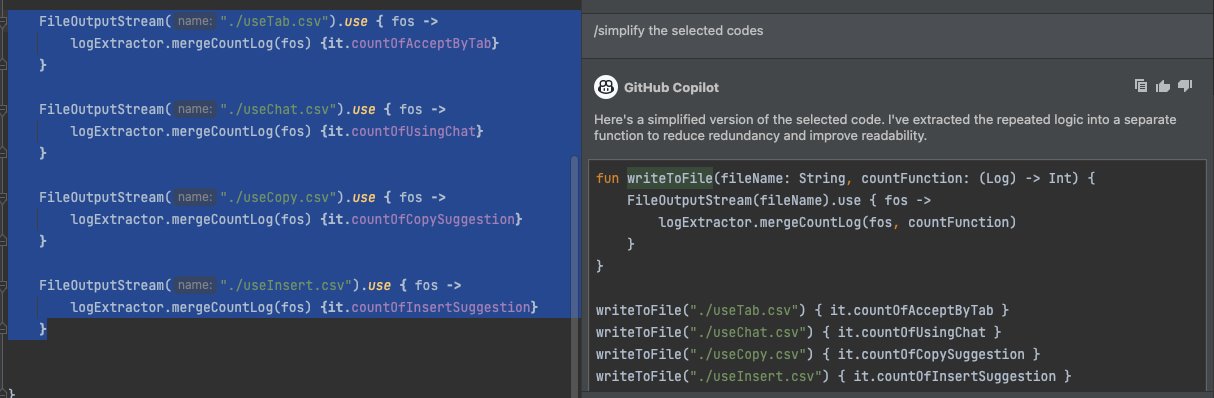 FileOutputStream( name: "./useTab.csv").use { fos ->
logExtractor.mergeCountLog(fos) {it.countOfAcceptByTab}
}
FileOutputStream( name: "./useChat.csv").use { fos ->
logExtractor.mergeCountLog(fos) {it.countOfUsingChat}
}
FileOutputStream( name: "./useCopy.csv").use { fos ->
logExtractor.mergeCountLog(fos) {it.countOfCopySuggestion}
}
FileOutputStream( name: "./useInsert.csv").use { fos ->
logExtractor.mergeCountLog(fos) {it.countOfInsertSuggestion}
}
}
/simplify the selected codes
GitHub Copilot
Here's a simplified version of the selected code. I've extracted the repeated logic into a separate
function to reduce redundancy and improve readability.
fun writeToFile(fileName: String, countFunction: (Log) -> Int) {
FileOutputStream(fileName).use { fos ->
logExtractor.mergeCountLog(fos, countFunction)
}
}
writeToFile("./useTab.csv") { it.countOfAcceptByTab }
writeToFile("./useChat.csv") { it.countOfUsingChat }
writeToFile("./useCopy.csv") { it.countOfCopySuggestion }
writeToFile("./useInsert.csv") { it.countOfInsertSuggestion }